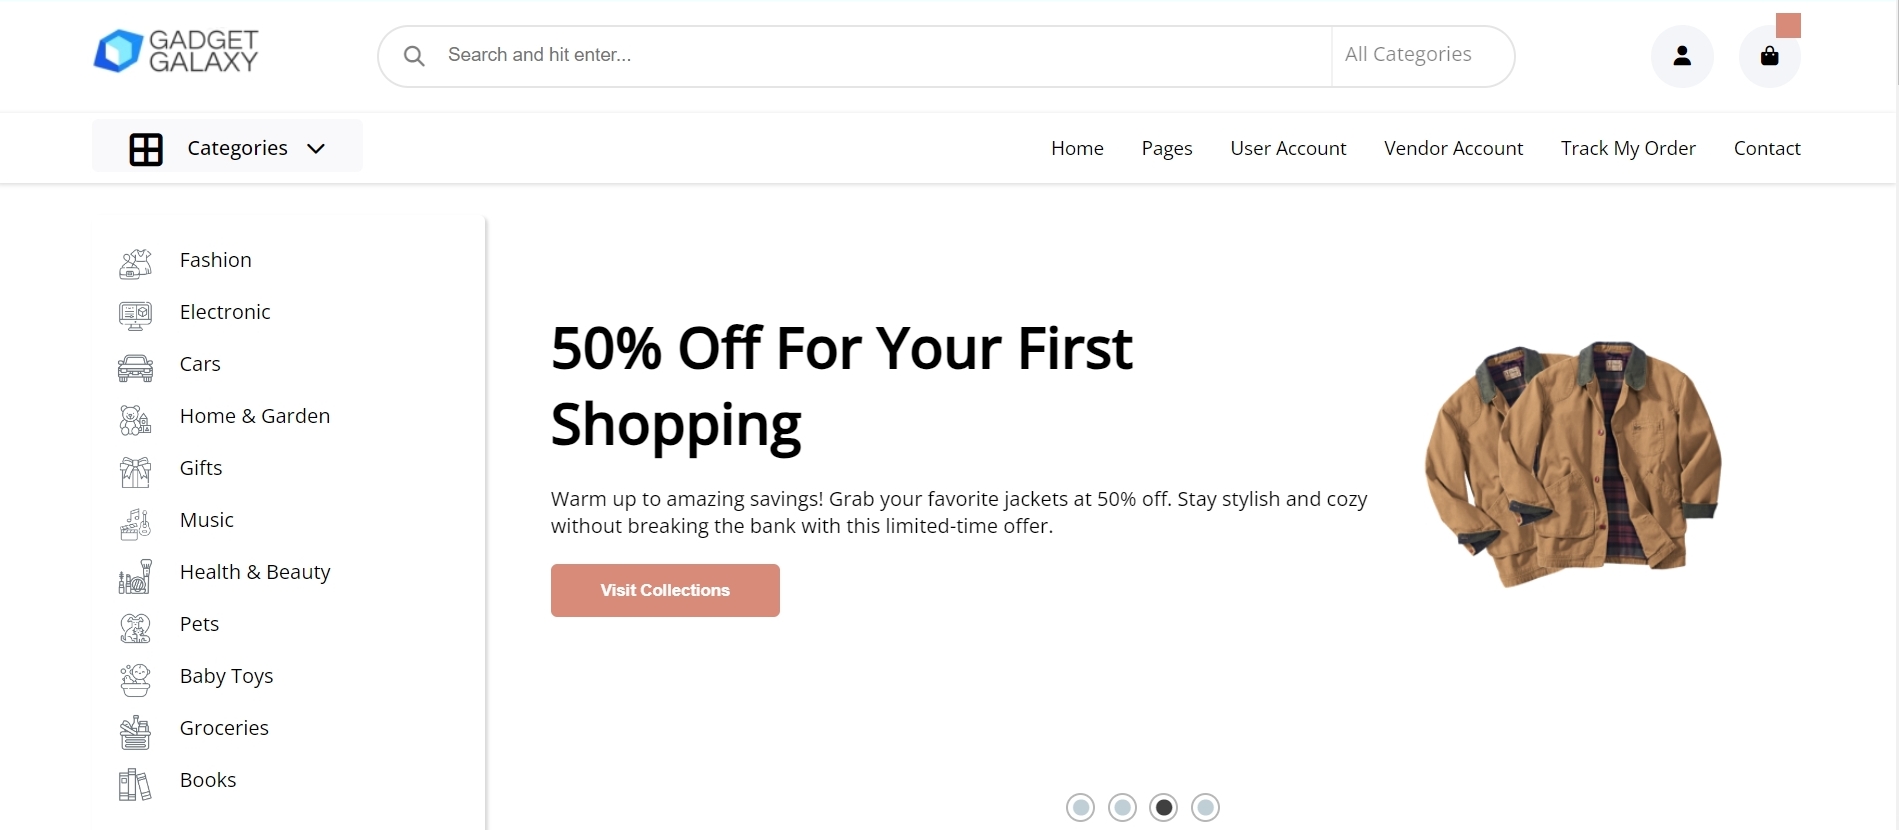 GADGET
GALAXY
Search and hit enter...
All Categories
Categories
Home
Pages
User Account
Vendor Account
Track My Order
Contact
Fashion
Electronic
Cars
Home & Garden
Gifts
Music
Health & Beauty
Pets
Baby Toys
Groceries
Books
50% Off For Your First
Shopping
Warm up to amazing savings! Grab your favorite jackets at 50% off. Stay stylish and cozy
without breaking the bank with this limited-time offer.
Visit Collections